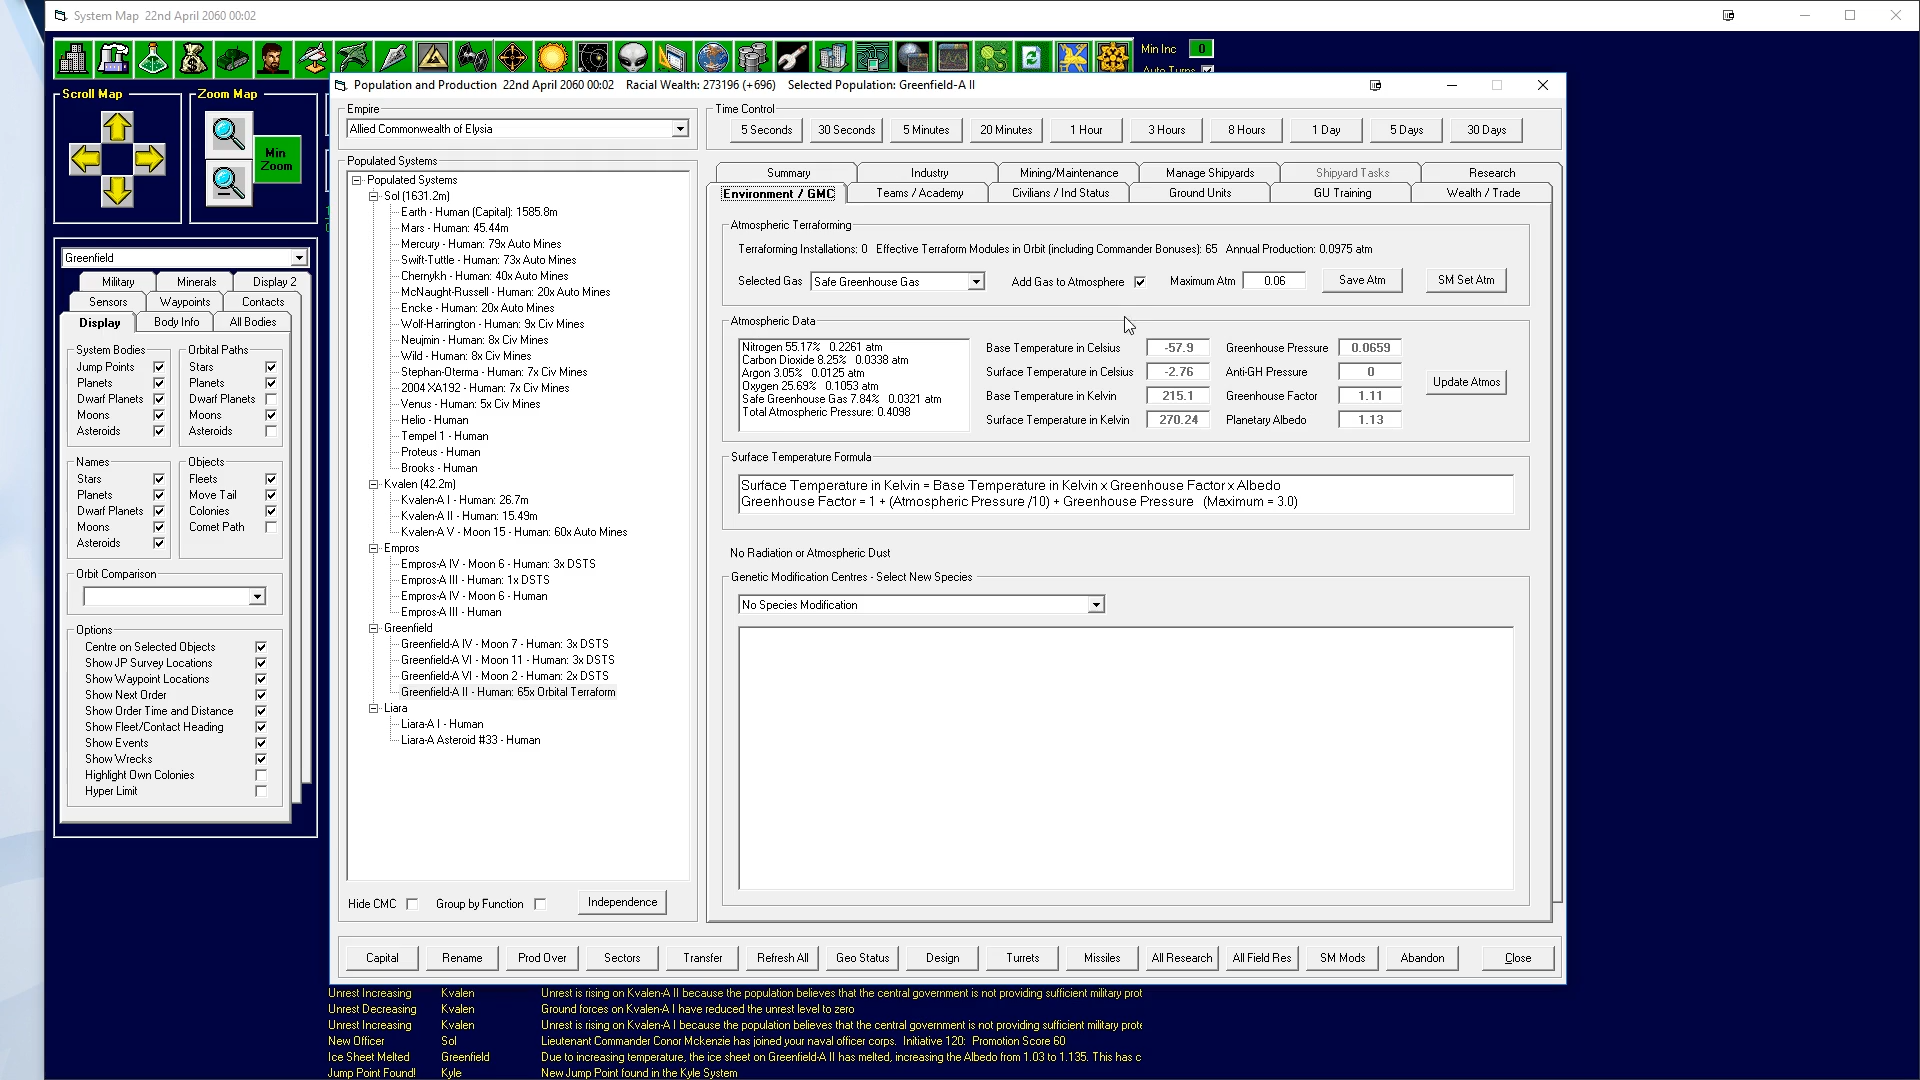 System Map  22nd April 2060 00:02
Min Inc 0
Scroll Map
Zoom Map
Min Zoom
Population and Production  22nd April 2060 00:02  Racial Wealth: 273196 (+696)  Selected Population: Greenfield-A II
Empire
Allied Commonwealth of Elysia
Time Control
5 Seconds 30 Seconds 5 Minutes 20 Minutes 1 Hour 3 Hours 8 Hours 1 Day 5 Days 30 Days
Greenfield
Military Minerals Display 2
Sensors Waypoints Contacts
Display Body Info All Bodies
System Bodies
Jump Points
Planets
Dwarf Planets
Moons
Asteroids
Orbital Paths
Stars
Planets
Dwarf Planets
Moons
Asteroids
Names
Stars
Planets
Dwarf Planets
Moons
Asteroids
Objects
Fleets
Move Tail
Colonies
Comet Path
Orbit Comparison
Options
Centre on Selected Objects
Show JP Survey Locations
Show Waypoint Locations
Show Next Order
Show Order Time and Distance
Show Fleet/Contact Heading
Show Events
Show Wrecks
Highlight Own Colonies
Hyper Limit
Populated Systems
Populated Systems
Sol (1631.2m)
Earth - Human (Capital): 1585.8m
Mars - Human: 45.44m
Mercury - Human: 79x Auto Mines
Swift-Tuttle - Human: 73x Auto Mines
Chernykh - Human: 40x Auto Mines
McNaught-Russell - Human: 20x Auto Mines
Encke - Human: 20x Auto Mines
Wolf-Harrington - Human: 9x Civ Mines
Neujmin - Human: 8x Civ Mines
Wild - Human: 8x Civ Mines
Stephan-Oterma - Human: 7x Civ Mines
2004 XA192 - Human: 7x Civ Mines
Venus - Human: 5x Civ Mines
Helio - Human
Tempel 1 - Human
Proteus - Human
Brooks - Human
Kvalen (42.2m)
Kvalen-A I - Human: 26.7m
Kvalen-A II - Human: 15.49m
Kvalen-A V - Moon 15 - Human: 60x Auto Mines
Empros
Empros-A IV - Moon 6 - Human: 3x DSTS
Empros-A III - Human: 1x DSTS
Empros-A IV - Moon 6 - Human
Empros-A III - Human
Greenfield
Greenfield-A IV - Moon 7 - Human: 3x DSTS
Greenfield-A VI - Moon 11 - Human: 3x DSTS
Greenfield-A VI - Moon 2 - Human: 2x DSTS
Greenfield-A II - Human: 65x Orbital Terraform
Liara
Liara-A I - Human
Liara-A Asteroid #33 - Human
Hide CMC Group by Function Independence
Summary Industry Mining/Maintenance Manage Shipyards Shipyard Tasks Research
Environment / GMC Teams / Academy Civilians / Ind Status Ground Units GU Training Wealth / Trade
Atmospheric Terraforming
Terraforming Installations: 0  Effective Terraform Modules in Orbit (including Commander Bonuses): 65  Annual Production: 0.0975 atm
Selected Gas Safe Greenhouse Gas Add Gas to Atmosphere Maximum Atm 0.06 Save Atm SM Set Atm
Atmospheric Data
Nitrogen 55.17%  0.2261 atm
Carbon Dioxide 8.25%  0.0338 atm
Argon 3.05%  0.0125 atm
Oxygen 25.69%  0.1053 atm
Safe Greenhouse Gas 7.84%  0.0321 atm
Total Atmospheric Pressure: 0.4098
Base Temperature in Celsius -57.9 Greenhouse Pressure 0.0659
Surface Temperature in Celsius -2.76 Anti-GH Pressure 0
Base Temperature in Kelvin 215.1 Greenhouse Factor 1.11
Surface Temperature in Kelvin 270.24 Planetary Albedo 1.13
Update Atmos
Surface Temperature Formula
Surface Temperature in Kelvin = Base Temperature in Kelvin x Greenhouse Factor x Albedo
Greenhouse Factor = 1 + (Atmospheric Pressure /10) + Greenhouse Pressure  (Maximum = 3.0)
No Radiation or Atmospheric Dust
Genetic Modification Centres - Select New Species
No Species Modification
Capital Rename Prod Over Sectors Transfer Refresh All Geo Status Design Turrets Missiles All Research All Field Res SM Mods Abandon Close
Unrest Increasing Kvalen Unrest is rising on Kvalen-A II because the population believes that the central government is not providing sufficient military prot
Unrest Decreasing Kvalen Ground forces on Kvalen-A I have reduced the unrest level to zero
Unrest Increasing Kvalen Unrest is rising on Kvalen-A I because the population believes that the central government is not providing sufficient military prote
New Officer Sol Lieutenant Commander Conor Mckenzie has joined your naval officer corps.  Initiative 120:  Promotion Score 60
Ice Sheet Melted Greenfield Due to increasing temperature, the ice sheet on Greenfield-A II has melted, increasing the Albedo from 1.03 to 1.135. This has c
Jump Point Found! Kyle New Jump Point found in the Kyle System